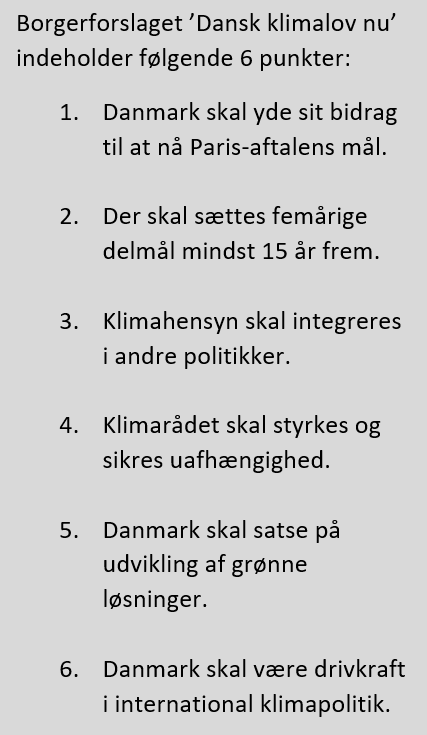 Borgerforslaget ’Dansk klimalov nu’
indeholder følgende 6 punkter:
1. Danmark skal yde sit bidrag
til at nå Paris-aftalens mål.
2. Der skal sættes femårige
delmål mindst 15 år frem.
3. Klimahensyn skal integreres
i andre politikker.
4. Klimarådet skal styrkes og
sikres uafhængighed.
5. Danmark skal satse på
udvikling af grønne
løsninger.
6. Danmark skal være drivkraft
i international klimapolitik.